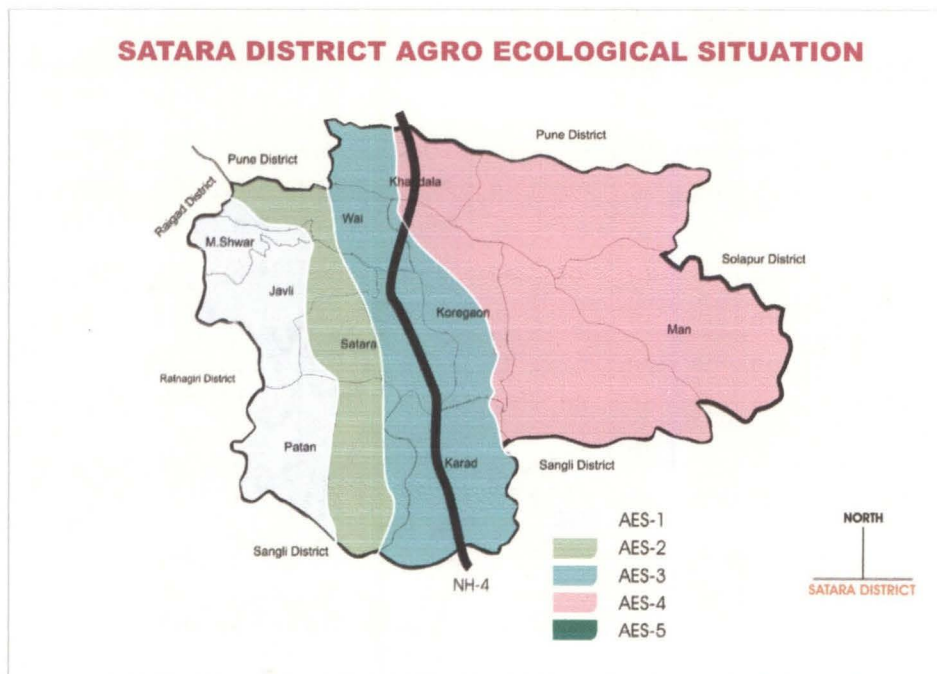 SATARA DISTRICT AGRO ECOLOGICAL SITUATION
Pune District
Pune District
Raigad District
Khandala
Wai
M.Shwar
Solapur District
Javli
Koregaon
Man
Satara
Ratnagiri District
Patan
Karad
Sangli District
Sangli District
NH-4
AES-1
AES-2
AES-3
AES-4
AES-5
NORTH
SATARA DISTRICT